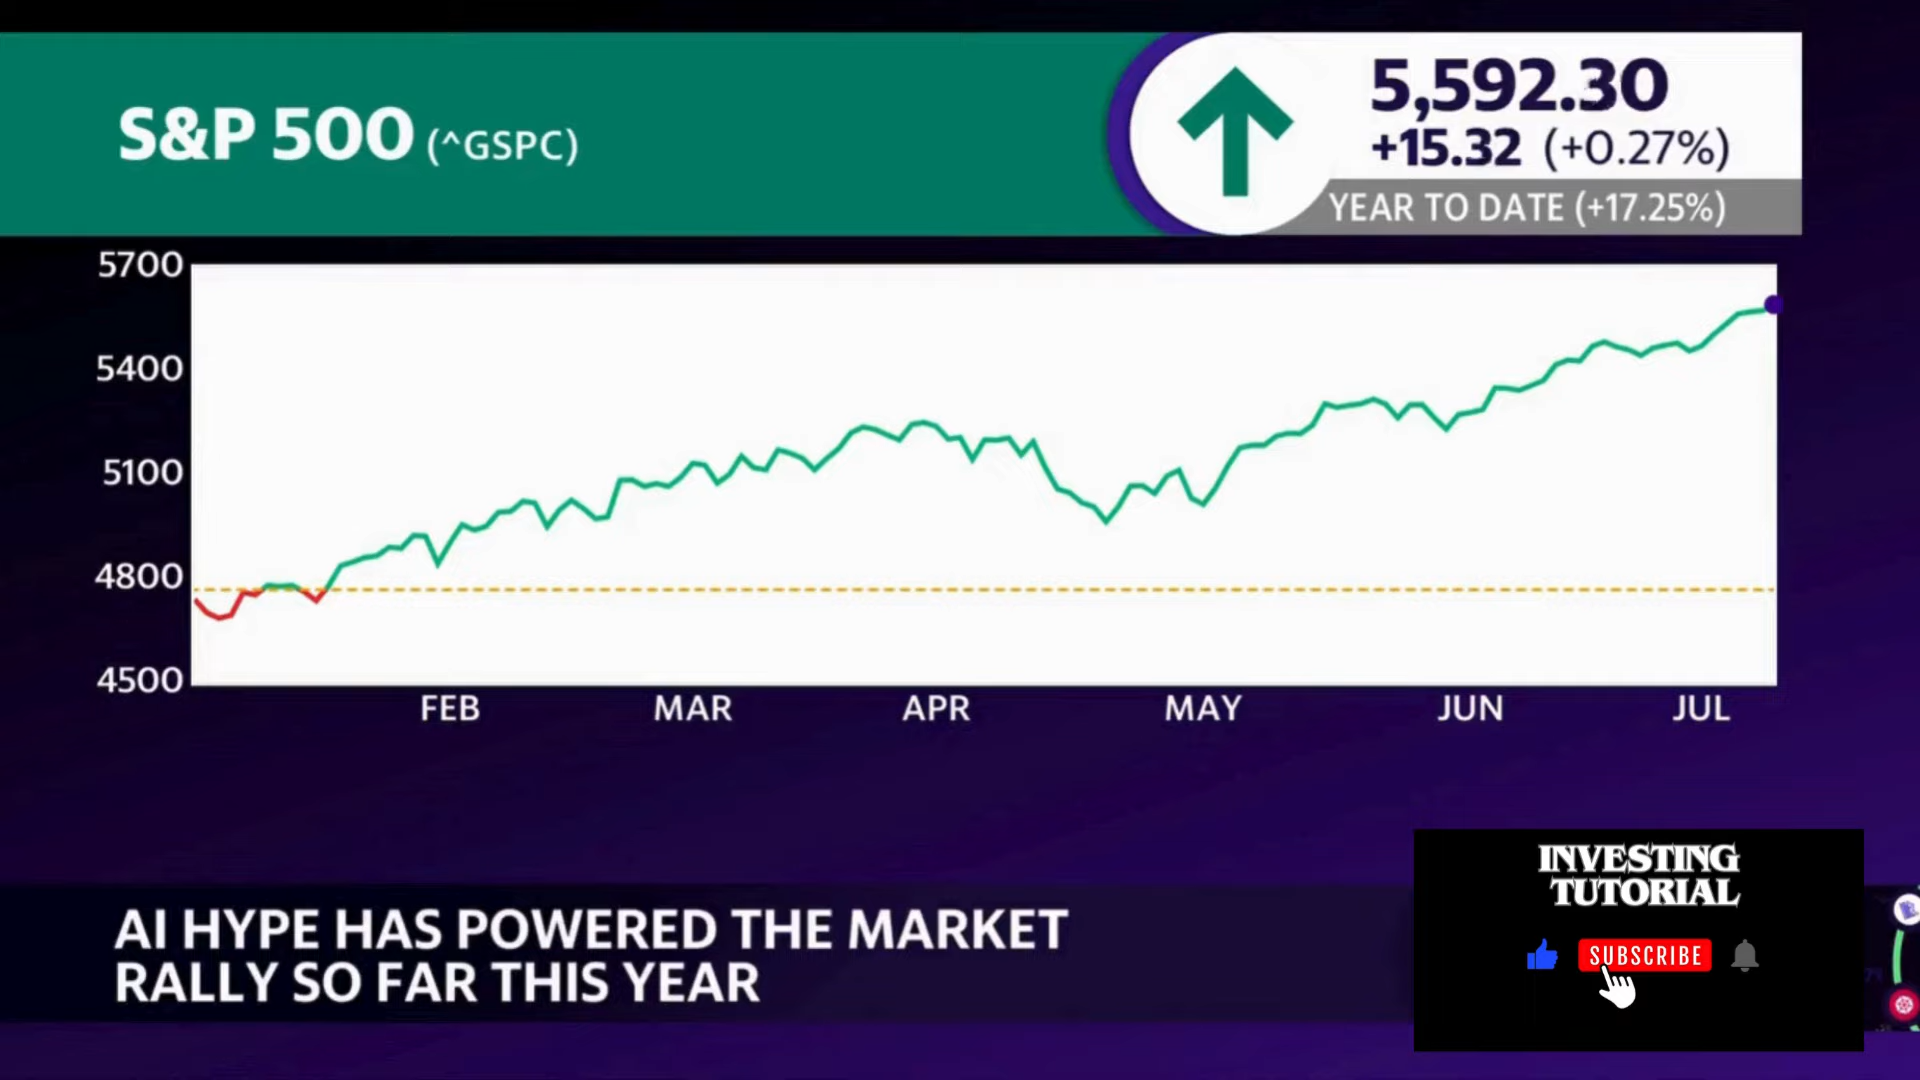 S&P 500 (^GSPC)
5,592.30
+15.32 (+0.27%)
YEAR TO DATE (+17.25%)
5700
5400
5100
4800
4500
FEB MAR APR MAY JUN JUL
AI HYPE HAS POWERED THE MARKET
RALLY SO FAR THIS YEAR
INVESTING
TUTORIAL
SUBSCRIBE